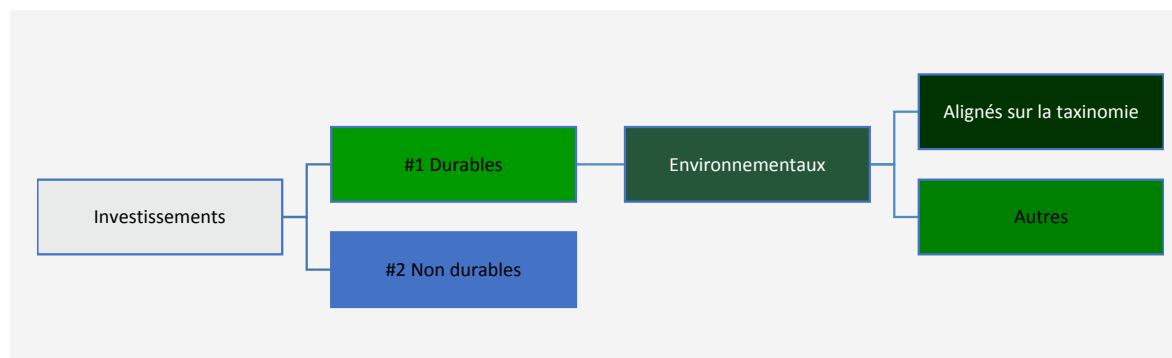 Investissements
#1 Durables
#2 Non durables
Environnementaux
Alignés sur la taxinomie
Autres